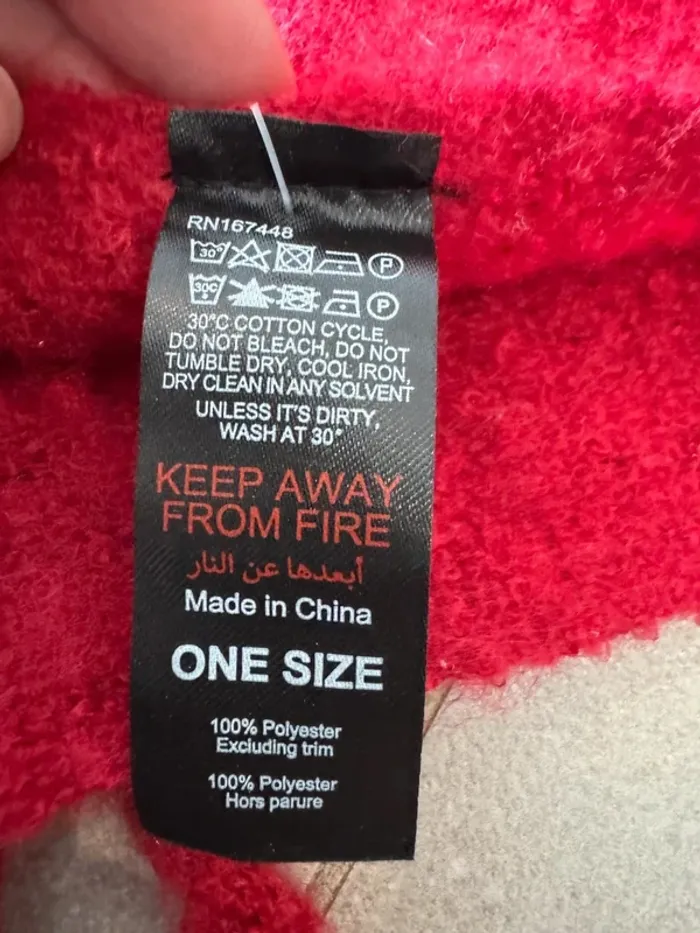 RN167448
30° P
30C P
30°C COTTON CYCLE,
DO NOT BLEACH, DO NOT
TUMBLE DRY, COOL IRON,
DRY CLEAN IN ANY SOLVENT
UNLESS IT'S DIRTY,
WASH AT 30°
KEEP AWAY
FROM FIRE
أبعدها عن النار
Made in China
ONE SIZE
100% Polyester
Excluding trim
100% Polyester
Hors parure